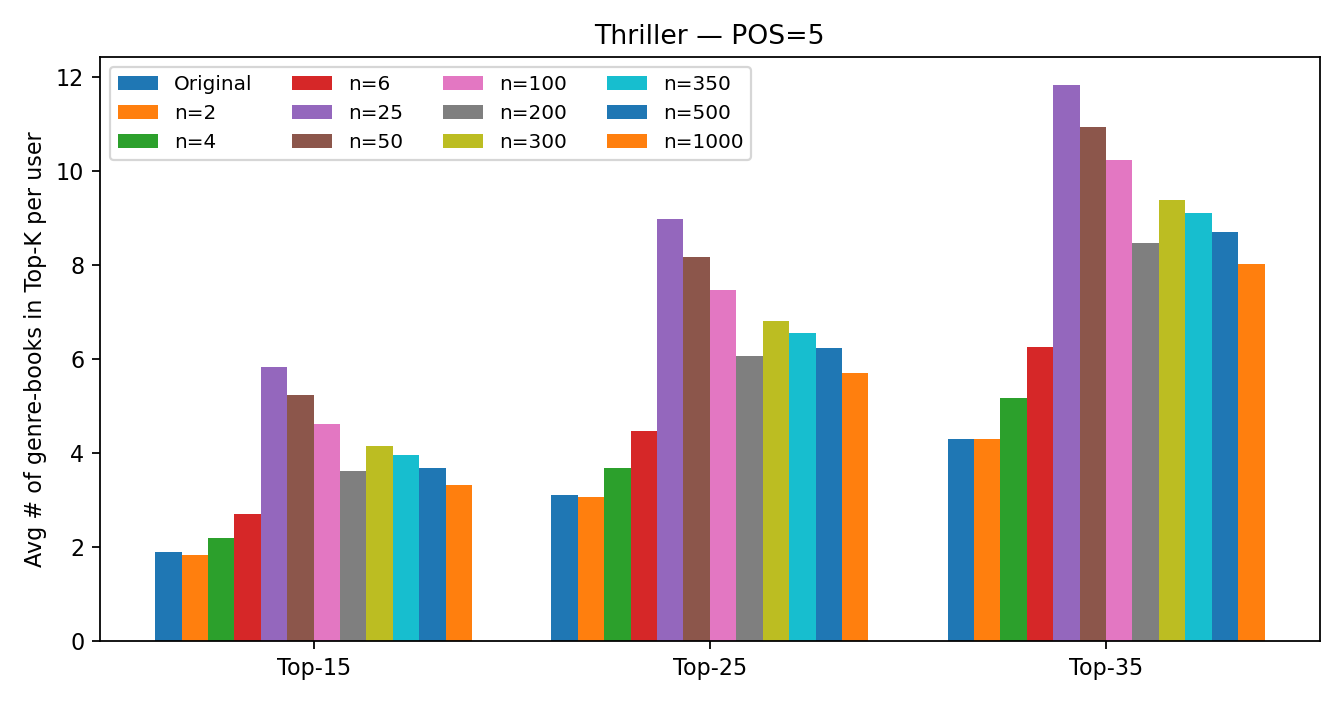 Thriller — POS=5
Avg # of genre-books in Top-K per user
12
10
8
6
4
2
0
Original
n=2
n=4
n=6
n=25
n=50
n=100
n=200
n=300
n=350
n=500
n=1000
Top-15
Top-25
Top-35